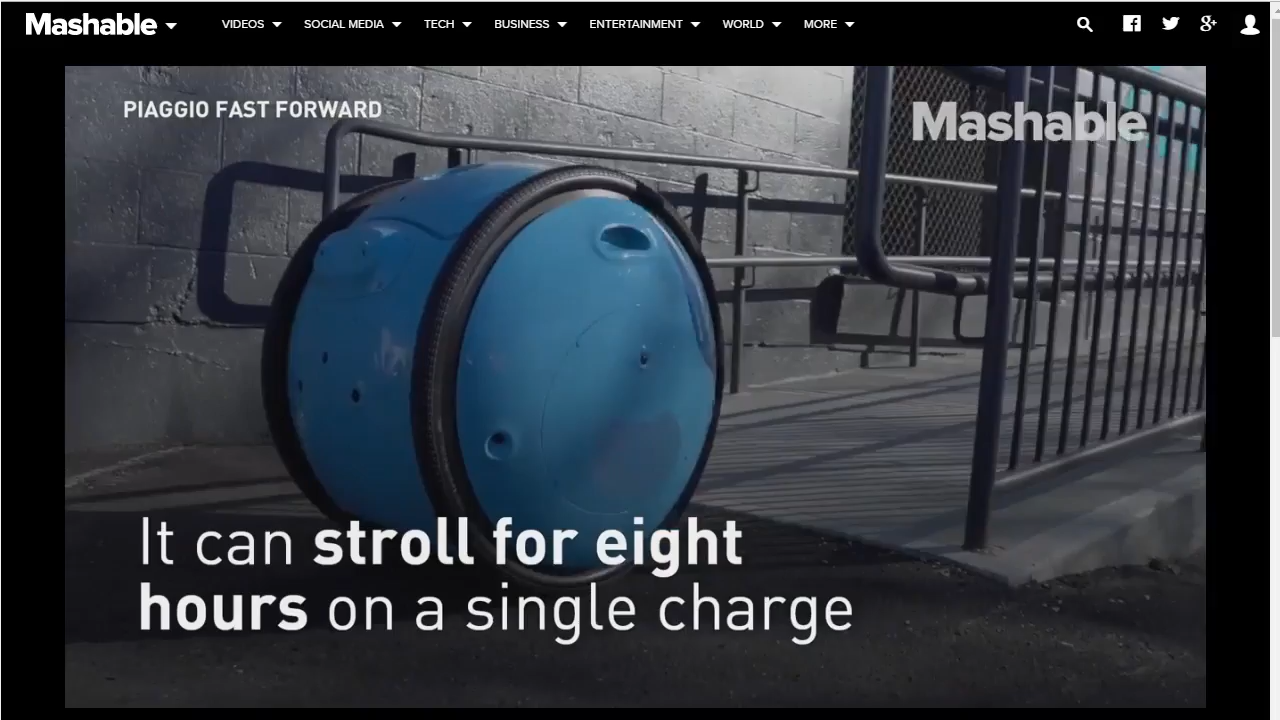 Mashable
VIDEOS SOCIAL MEDIA TECH BUSINESS ENTERTAINMENT WORLD MORE
PIAGGIO FAST FORWARD
Mashable
It can stroll for eight
hours on a single charge